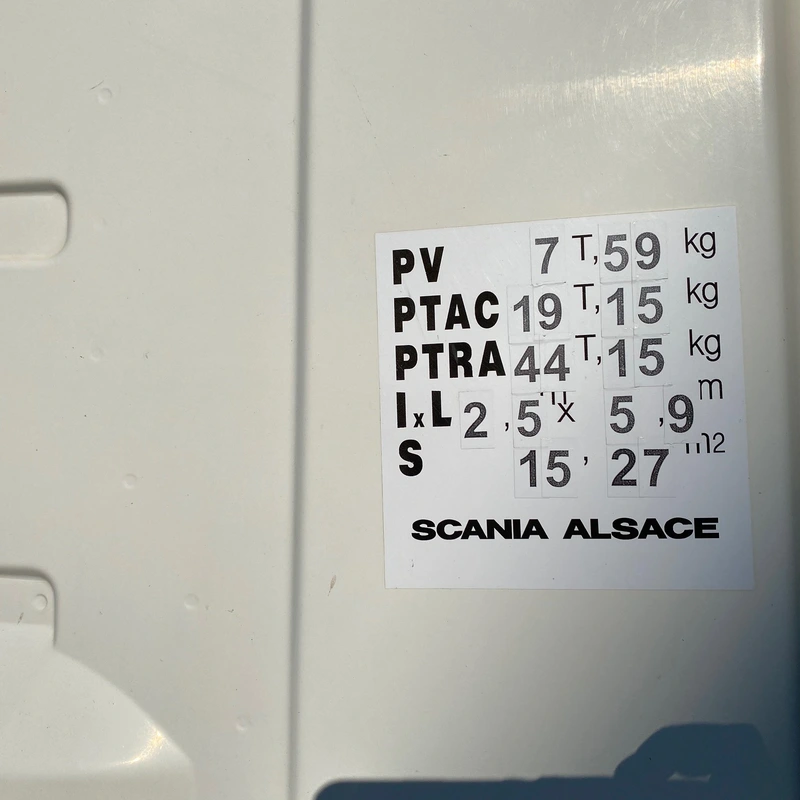 PV 7 T,59 kg
PTAC 19 T,15 kg
PTRA 44 T,15 kg
IxL 2,5 m x 5,9 m
S 15,27 m2
SCANIA ALSACE